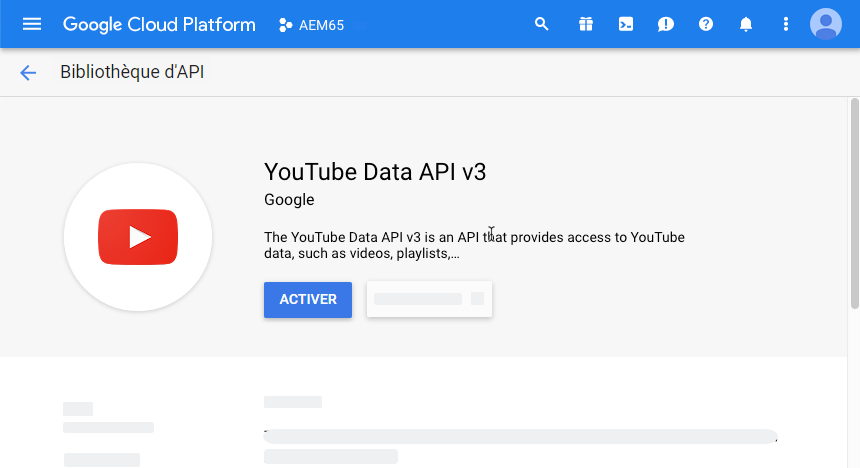 Google Cloud Platform
AEM65
Bibliothèque d'API
YouTube Data API v3
Google
The YouTube Data API v3 is an API that provides access to YouTube
data, such as videos, playlists,...
ACTIVER